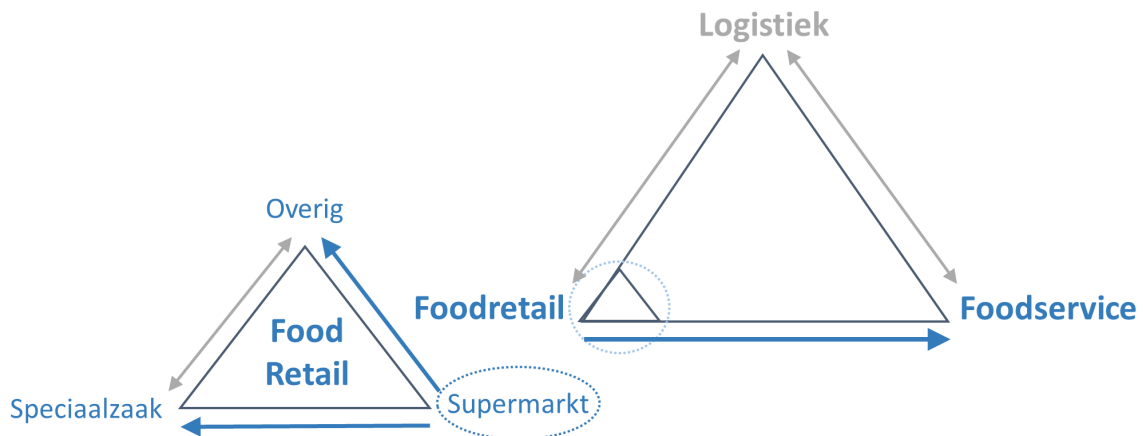 Logistiek
Overig
Foodretail
Foodservice
Food
Retail
Speciaalzaak
Supermarkt